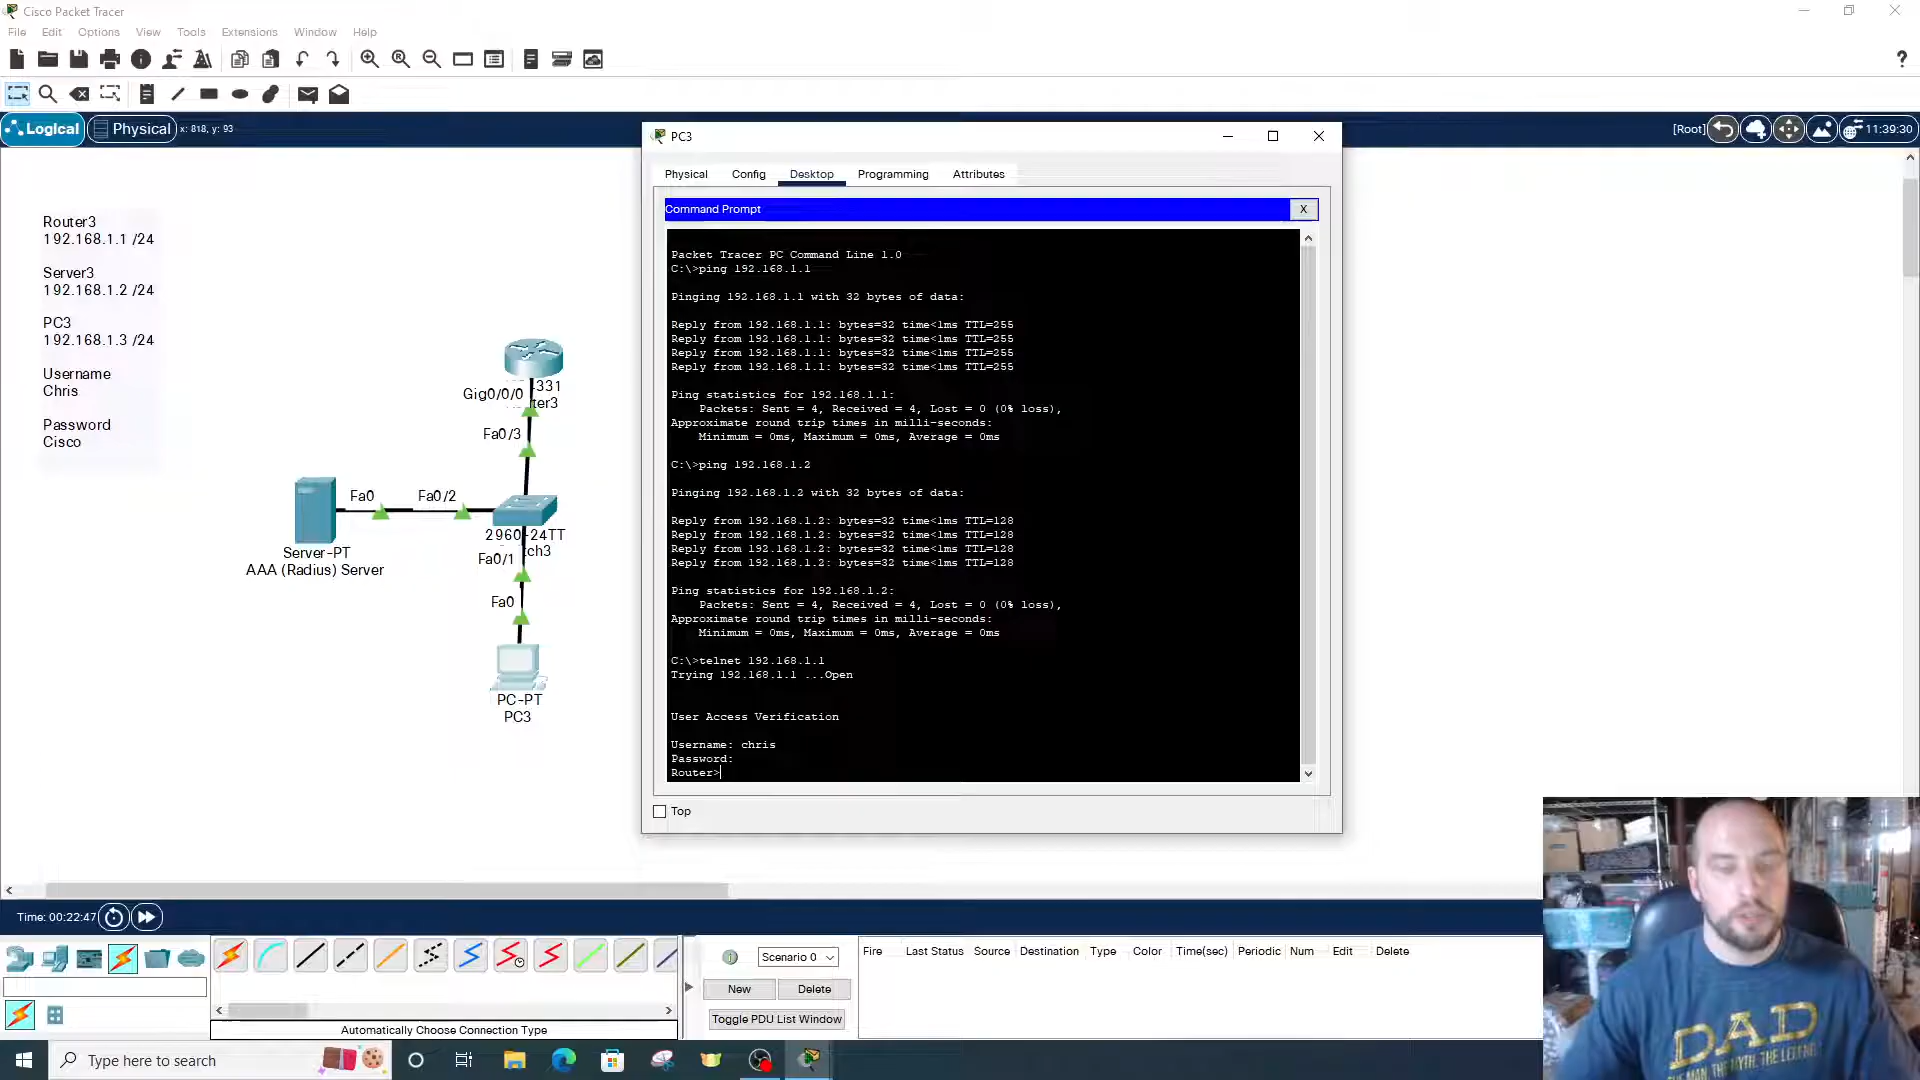 Cisco Packet Tracer
File Edit Options View Tools Extensions Window Help
?
Logical Physical x: 818, y: 93
[Root] 11:39:30
Router3
192.168.1.1 /24
Server3
192.168.1.2 /24
PC3
192.168.1.3 /24
Username
Chris
Password
Cisco
331
Gig0/0/0
ter3
Fa0/3
Fa0 Fa0/2
2960-24TT
tch3
Fa0/1
Server-PT
AAA (Radius) Server
Fa0
PC-PT
PC3
PC3
Physical Config Desktop Programming Attributes
Command Prompt X
Packet Tracer PC Command Line 1.0
C:\>ping 192.168.1.1
Pinging 192.168.1.1 with 32 bytes of data:
Reply from 192.168.1.1: bytes=32 time<1ms TTL=255
Reply from 192.168.1.1: bytes=32 time<1ms TTL=255
Reply from 192.168.1.1: bytes=32 time<1ms TTL=255
Reply from 192.168.1.1: bytes=32 time<1ms TTL=255
Ping statistics for 192.168.1.1:
Packets: Sent = 4, Received = 4, Lost = 0 (0% loss),
Approximate round trip times in milli-seconds:
Minimum = 0ms, Maximum = 0ms, Average = 0ms
C:\>ping 192.168.1.2
Pinging 192.168.1.2 with 32 bytes of data:
Reply from 192.168.1.2: bytes=32 time<1ms TTL=128
Reply from 192.168.1.2: bytes=32 time<1ms TTL=128
Reply from 192.168.1.2: bytes=32 time<1ms TTL=128
Reply from 192.168.1.2: bytes=32 time<1ms TTL=128
Ping statistics for 192.168.1.2:
Packets: Sent = 4, Received = 4, Lost = 0 (0% loss),
Approximate round trip times in milli-seconds:
Minimum = 0ms, Maximum = 0ms, Average = 0ms
C:\>telnet 192.168.1.1
Trying 192.168.1.1 ...Open
User Access Verification
Username: chris
Password:
Router>
Top
Time: 00:22:47
Scenario 0
New Delete
Toggle PDU List Window
Fire Last Status Source Destination Type Color Time(sec) Periodic Num Edit Delete
Automatically Choose Connection Type
Type here to search
DAD
THE MAN. THE MYTH. THE LEGEND.